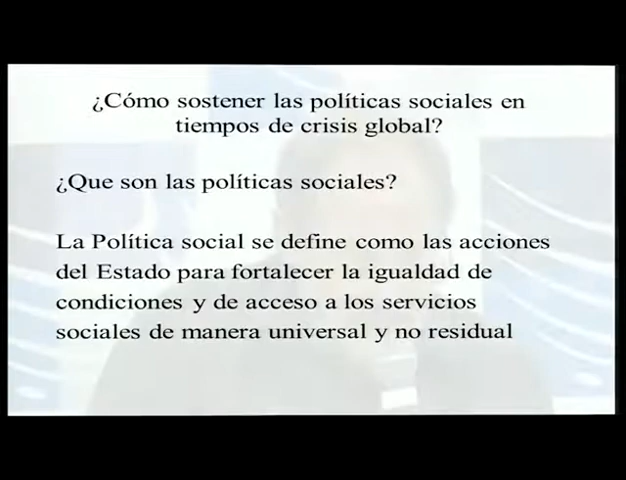 ¿Cómo sostener las políticas sociales en
tiempos de crisis global?
¿Que son las políticas sociales?
La Política social se define como las acciones
del Estado para fortalecer la igualdad de
condiciones y de acceso a los servicios
sociales de manera universal y no residual